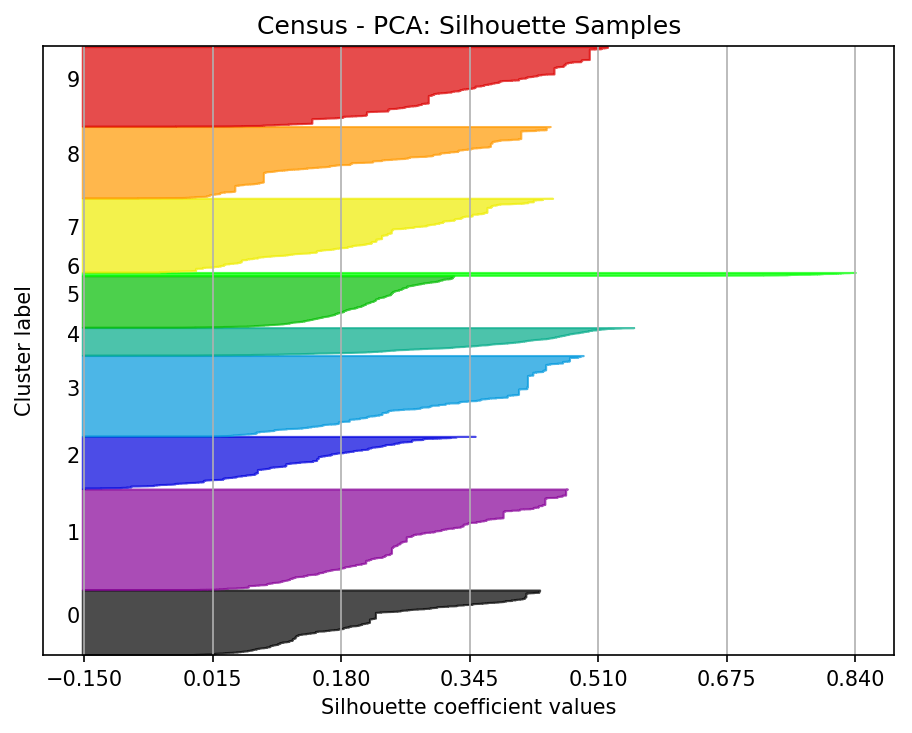 Census - PCA: Silhouette Samples
Cluster label
9
8
7
6
5
4
3
2
1
0
−0.150 0.015 0.180 0.345 0.510 0.675 0.840
Silhouette coefficient values